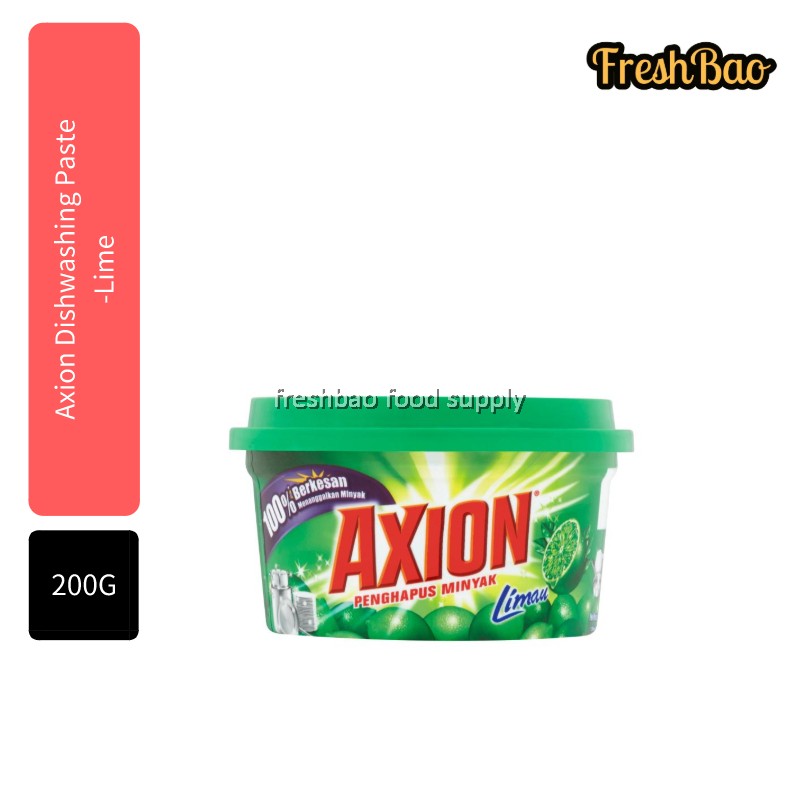 FreshBao
Axion Dishwashing Paste
-Lime
200G
freshbao food supply
100% Berkesan
Menanggalkan Minyak
AXION®
PENGHAPUS MINYAK
Limau